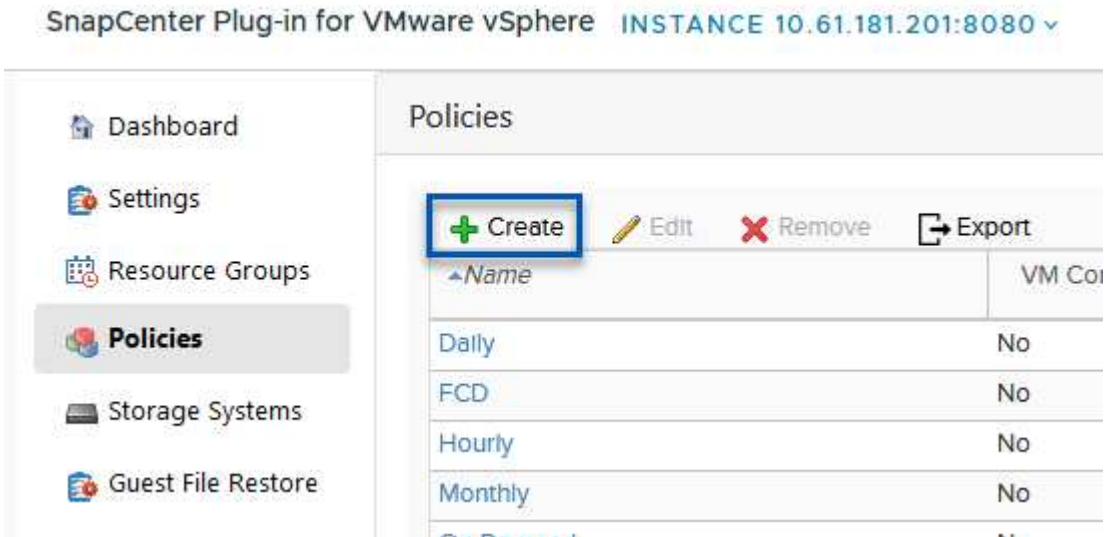 SnapCenter Plug-in for VMware vSphere INSTANCE 10.61.181.201:8080
Dashboard
Settings
Resource Groups
Policies
Storage Systems
Guest File Restore
Policies
Create Edit Remove Export
Name VM
Daily No
FCD No
Hourly No
Monthly No